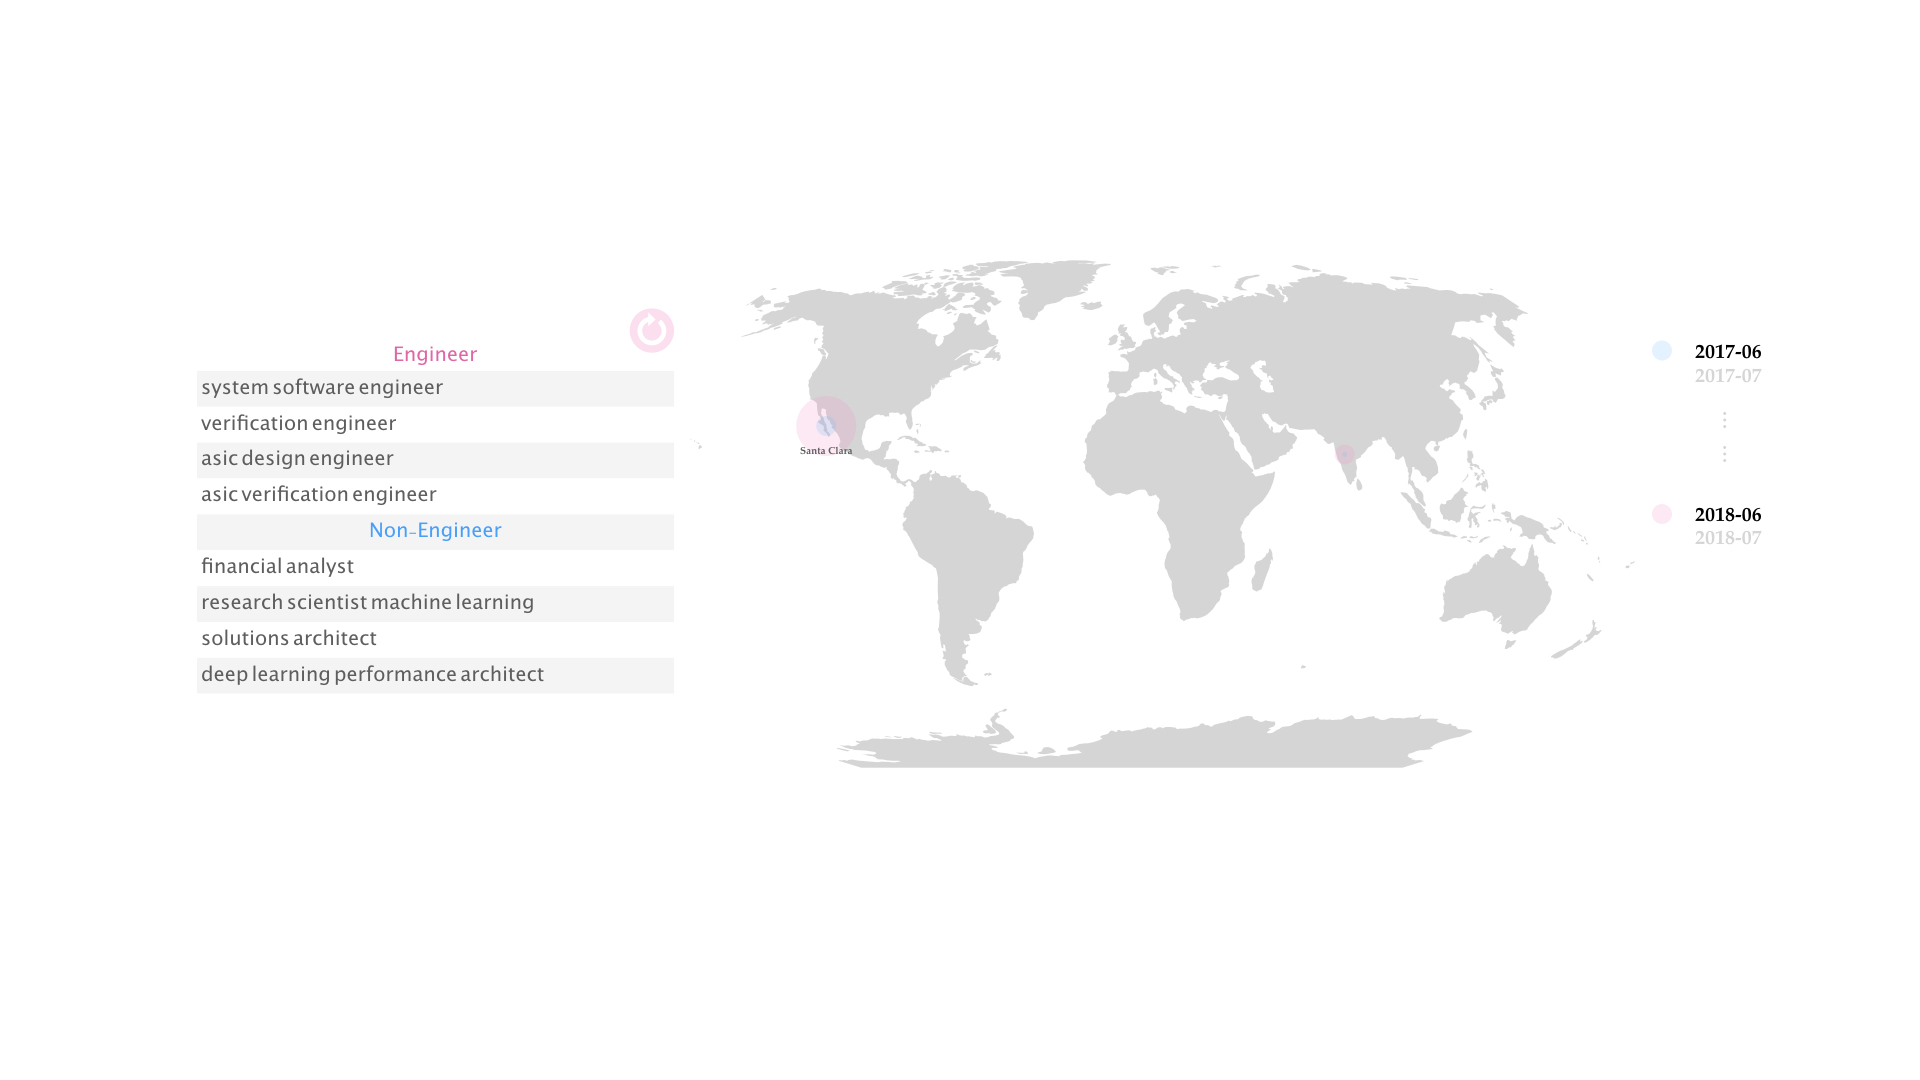 Engineer
system software engineer
verification engineer
asic design engineer
asic verification engineer
Non-Engineer
financial analyst
research scientist machine learning
solutions architect
deep learning performance architect
Santa Clara
2017-06
2017-07
2018-06
2018-07